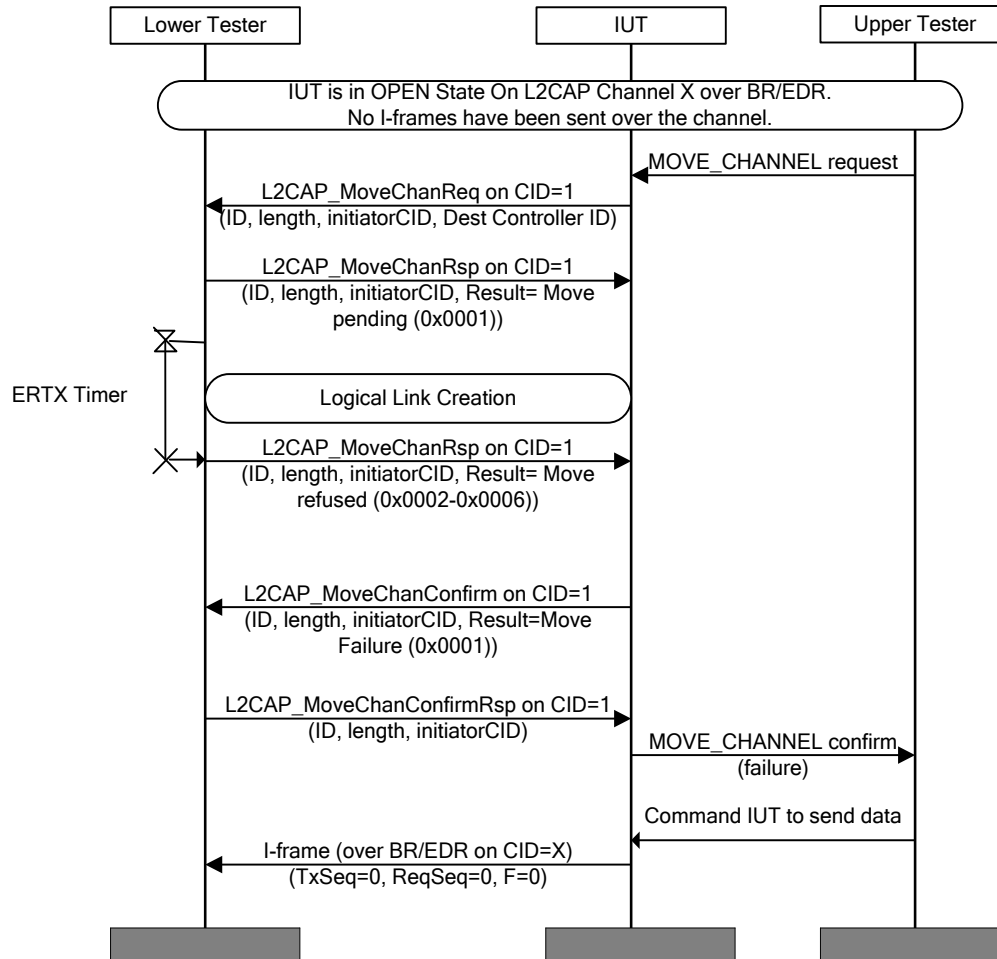 Lower Tester
IUT
Upper Tester
IUT is in OPEN State On L2CAP Channel X over BR/EDR.
No I-frames have been sent over the channel.
MOVE_CHANNEL request
L2CAP_MoveChanReq on CID=1
(ID, length, initiatorCID, Dest Controller ID)
L2CAP_MoveChanRsp on CID=1
(ID, length, initiatorCID, Result= Move
pending (0x0001))
ERTX Timer
Logical Link Creation
L2CAP_MoveChanRsp on CID=1
(ID, length, initiatorCID, Result= Move
refused (0x0002-0x0006))
L2CAP_MoveChanConfirm on CID=1
(ID, length, initiatorCID, Result=Move
Failure (0x0001))
L2CAP_MoveChanConfirmRsp on CID=1
(ID, length, initiatorCID)
MOVE_CHANNEL confirm
(failure)
Command IUT to send data
I-frame (over BR/EDR on CID=X)
(TxSeq=0, ReqSeq=0, F=0)